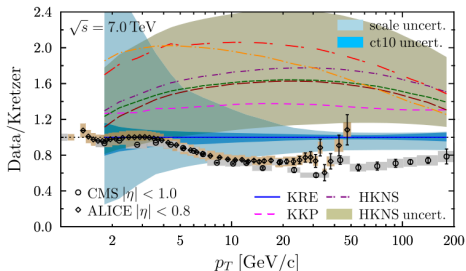 2.4
2.0
1.6
1.2
0.8
0.4
0.0
Data/Kretzer
√s = 7.0 TeV
scale uncert.
ct10 uncert.
CMS |η| < 1.0
ALICE |η| < 0.8
KRE
KKP
HKNS
HKNS uncert.
2 5 10 20 50 100 200
p_T [GeV/c]